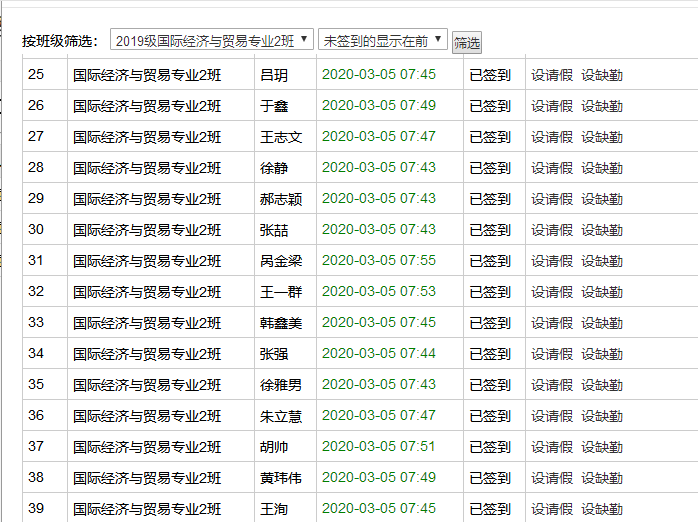 按班级筛选： 2019级国际经济与贸易专业2班 未签到的显示在前 筛选
25 国际经济与贸易专业2班 吕玥 2020-03-05 07:45 已签到 设请假 设缺勤
26 国际经济与贸易专业2班 于鑫 2020-03-05 07:49 已签到 设请假 设缺勤
27 国际经济与贸易专业2班 王志文 2020-03-05 07:47 已签到 设请假 设缺勤
28 国际经济与贸易专业2班 徐静 2020-03-05 07:43 已签到 设请假 设缺勤
29 国际经济与贸易专业2班 郝志颖 2020-03-05 07:43 已签到 设请假 设缺勤
30 国际经济与贸易专业2班 张喆 2020-03-05 07:43 已签到 设请假 设缺勤
31 国际经济与贸易专业2班 呙金梁 2020-03-05 07:55 已签到 设请假 设缺勤
32 国际经济与贸易专业2班 王一群 2020-03-05 07:53 已签到 设请假 设缺勤
33 国际经济与贸易专业2班 韩鑫美 2020-03-05 07:45 已签到 设请假 设缺勤
34 国际经济与贸易专业2班 张强 2020-03-05 07:44 已签到 设请假 设缺勤
35 国际经济与贸易专业2班 徐雅男 2020-03-05 07:43 已签到 设请假 设缺勤
36 国际经济与贸易专业2班 朱立慧 2020-03-05 07:47 已签到 设请假 设缺勤
37 国际经济与贸易专业2班 胡帅 2020-03-05 07:51 已签到 设请假 设缺勤
38 国际经济与贸易专业2班 黄玮伟 2020-03-05 07:49 已签到 设请假 设缺勤
39 国际经济与贸易专业2班 王洵 2020-03-05 07:45 已签到 设请假 设缺勤